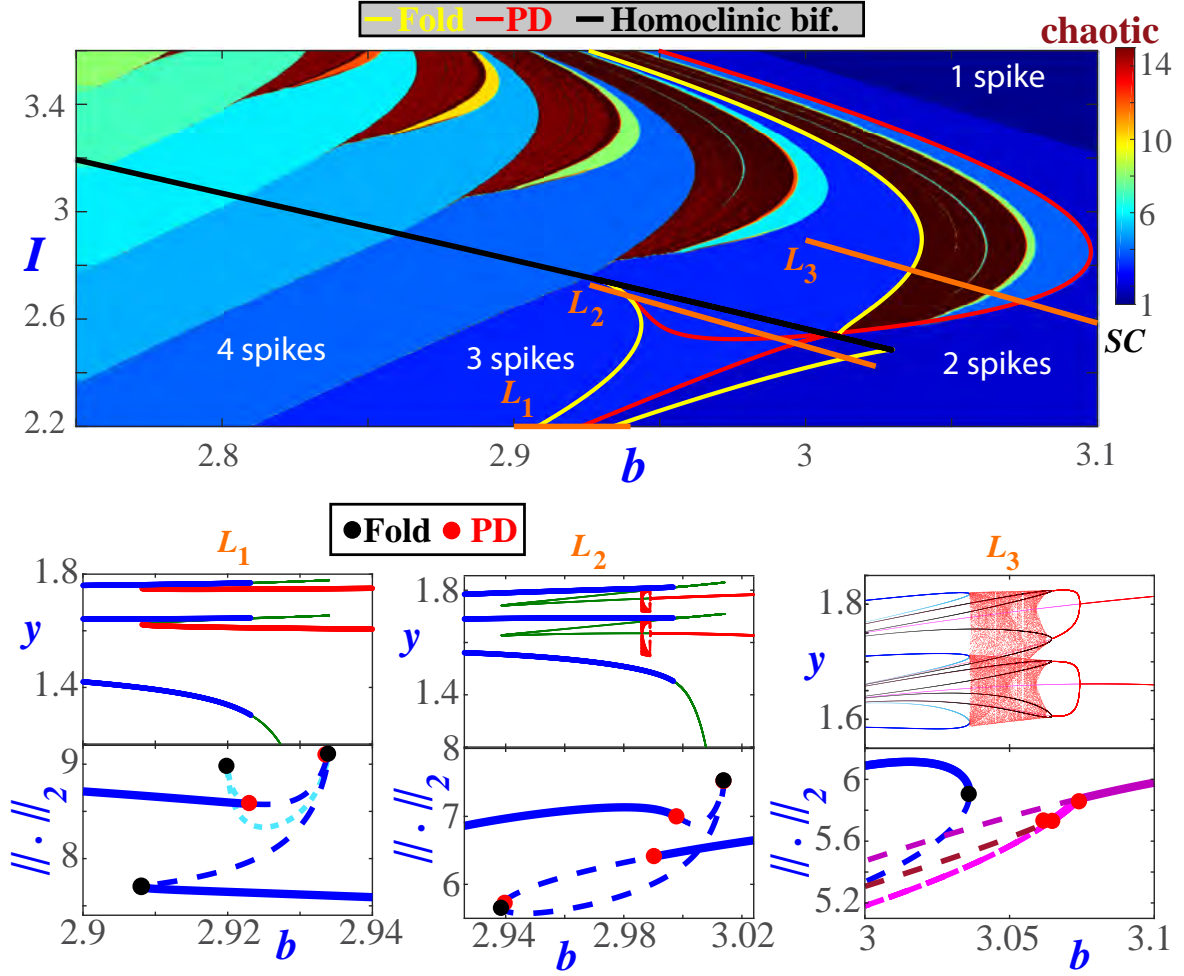 Fold PD Homoclinic bif.
chaotic
14
10
6
1
1 spike
3.4
3
2.6
2.2
I
L3
L2
L1
SC
4 spikes
3 spikes
2 spikes
2.8
2.9
3
3.1
b
Fold PD
L1
L2
L3
1.8
y
1.4
9
8
||.||2
2.9
2.92
2.94
b
1.8
y
1.4
8
7
6
||.||2
2.94
2.98
3.02
b
1.8
y
1.6
6
5.6
5.2
||.||2
3
3.05
3.1
b